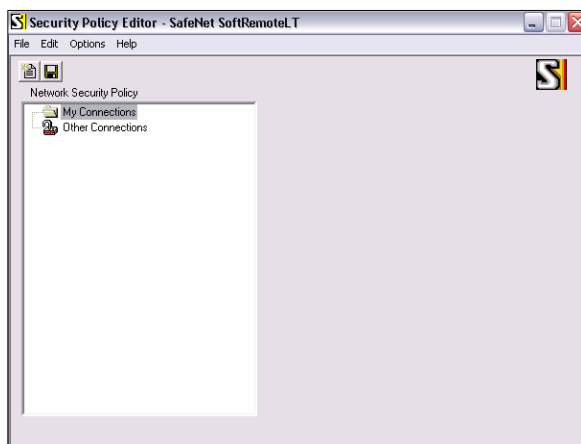 Security Policy Editor - SafeNet SoftRemoteLT
File Edit Options Help
Network Security Policy
My Connections
Other Connections